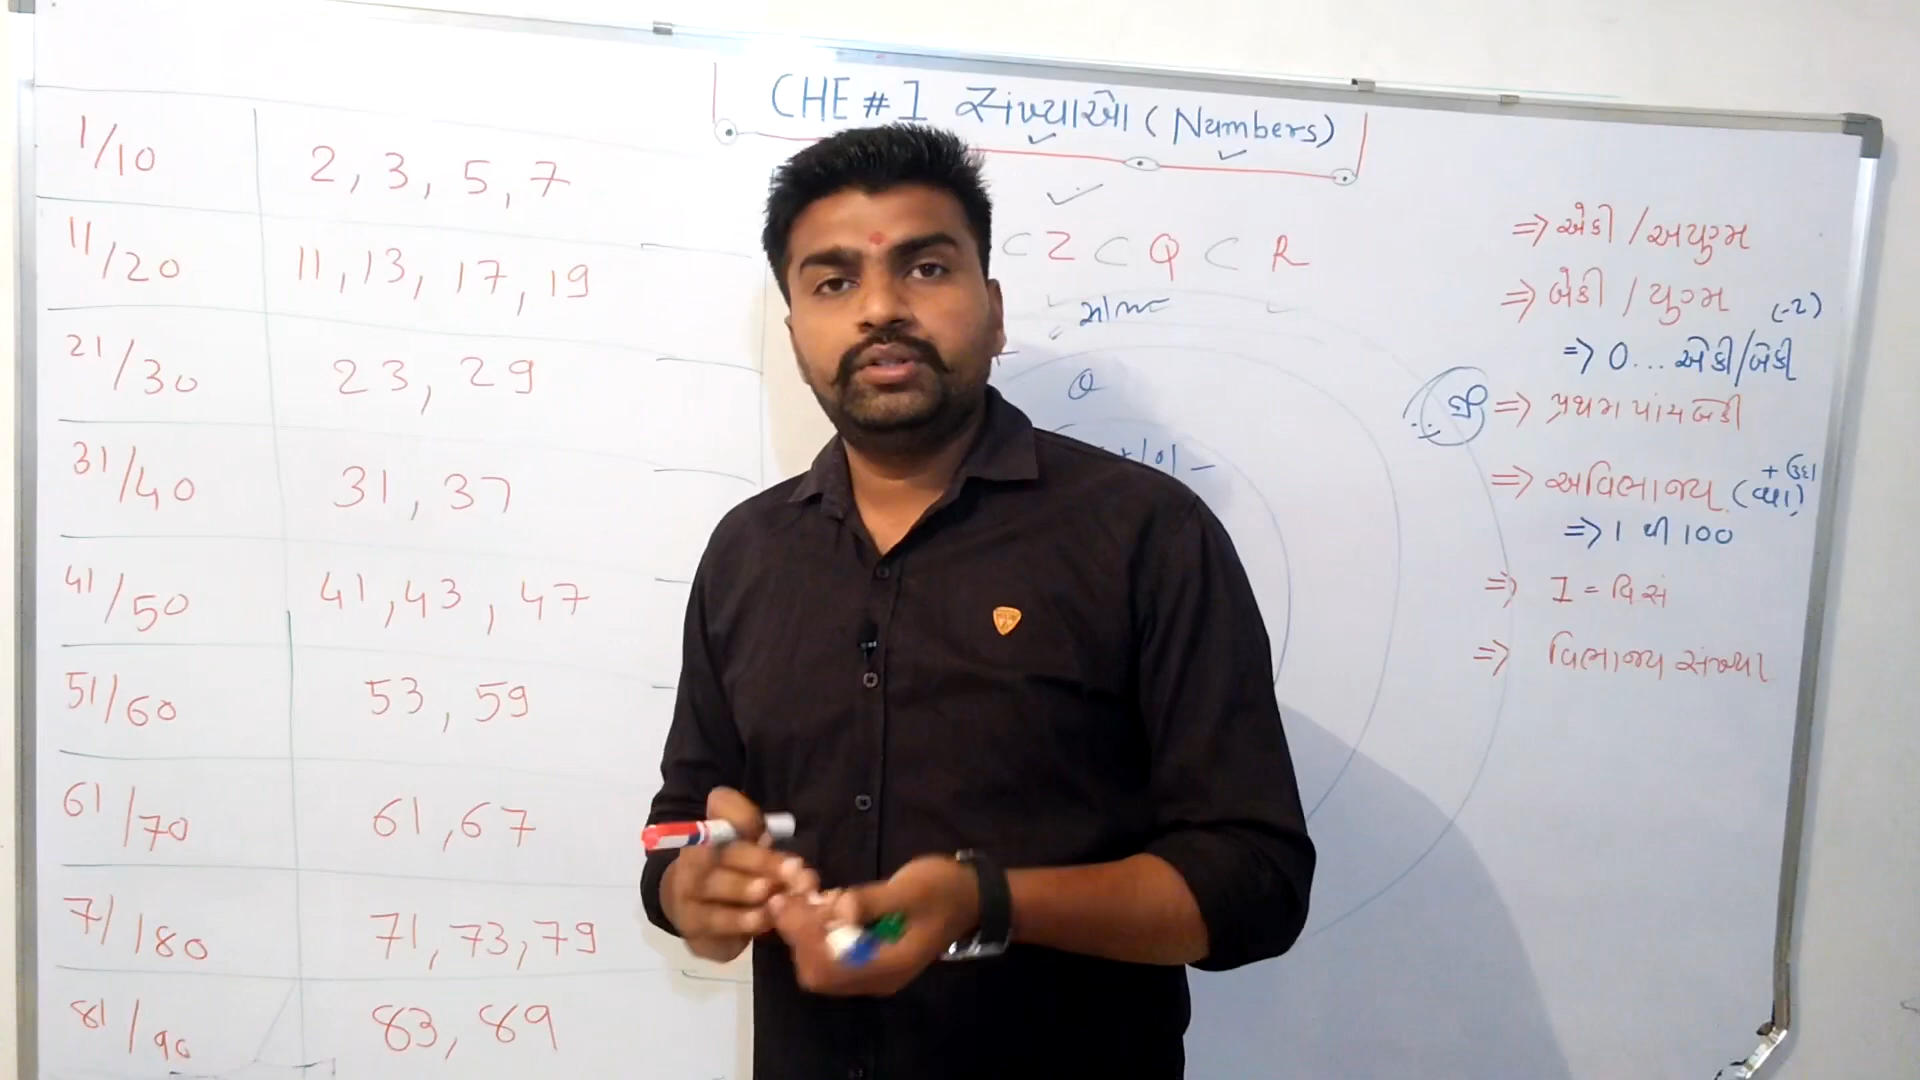 CHE # 1 સંખ્યાઓ ( Numbers )
1/10 2, 3, 5, 7
11/20 11, 13, 17, 19
21/30 23, 29
31/40 31, 37
41/50 41, 43, 47
51/60 53, 59
61/70 61, 67
71/80 71, 73, 79
81/90 83, 89
⊂ Z ⊂ Q ⊂ R
Q
⇒ એકી / અયુગ્મ
⇒ બેકી / યુગ્મ
(-2)
⇒ 0... એકી/બેકી
⇒ પ્રથમ પાંચ બેકી
⇒ અવિભાજ્ય
⇒ 1 થી 100
⇒ 1 = વિસં
⇒ વિભાજ્ય સંખ્યા